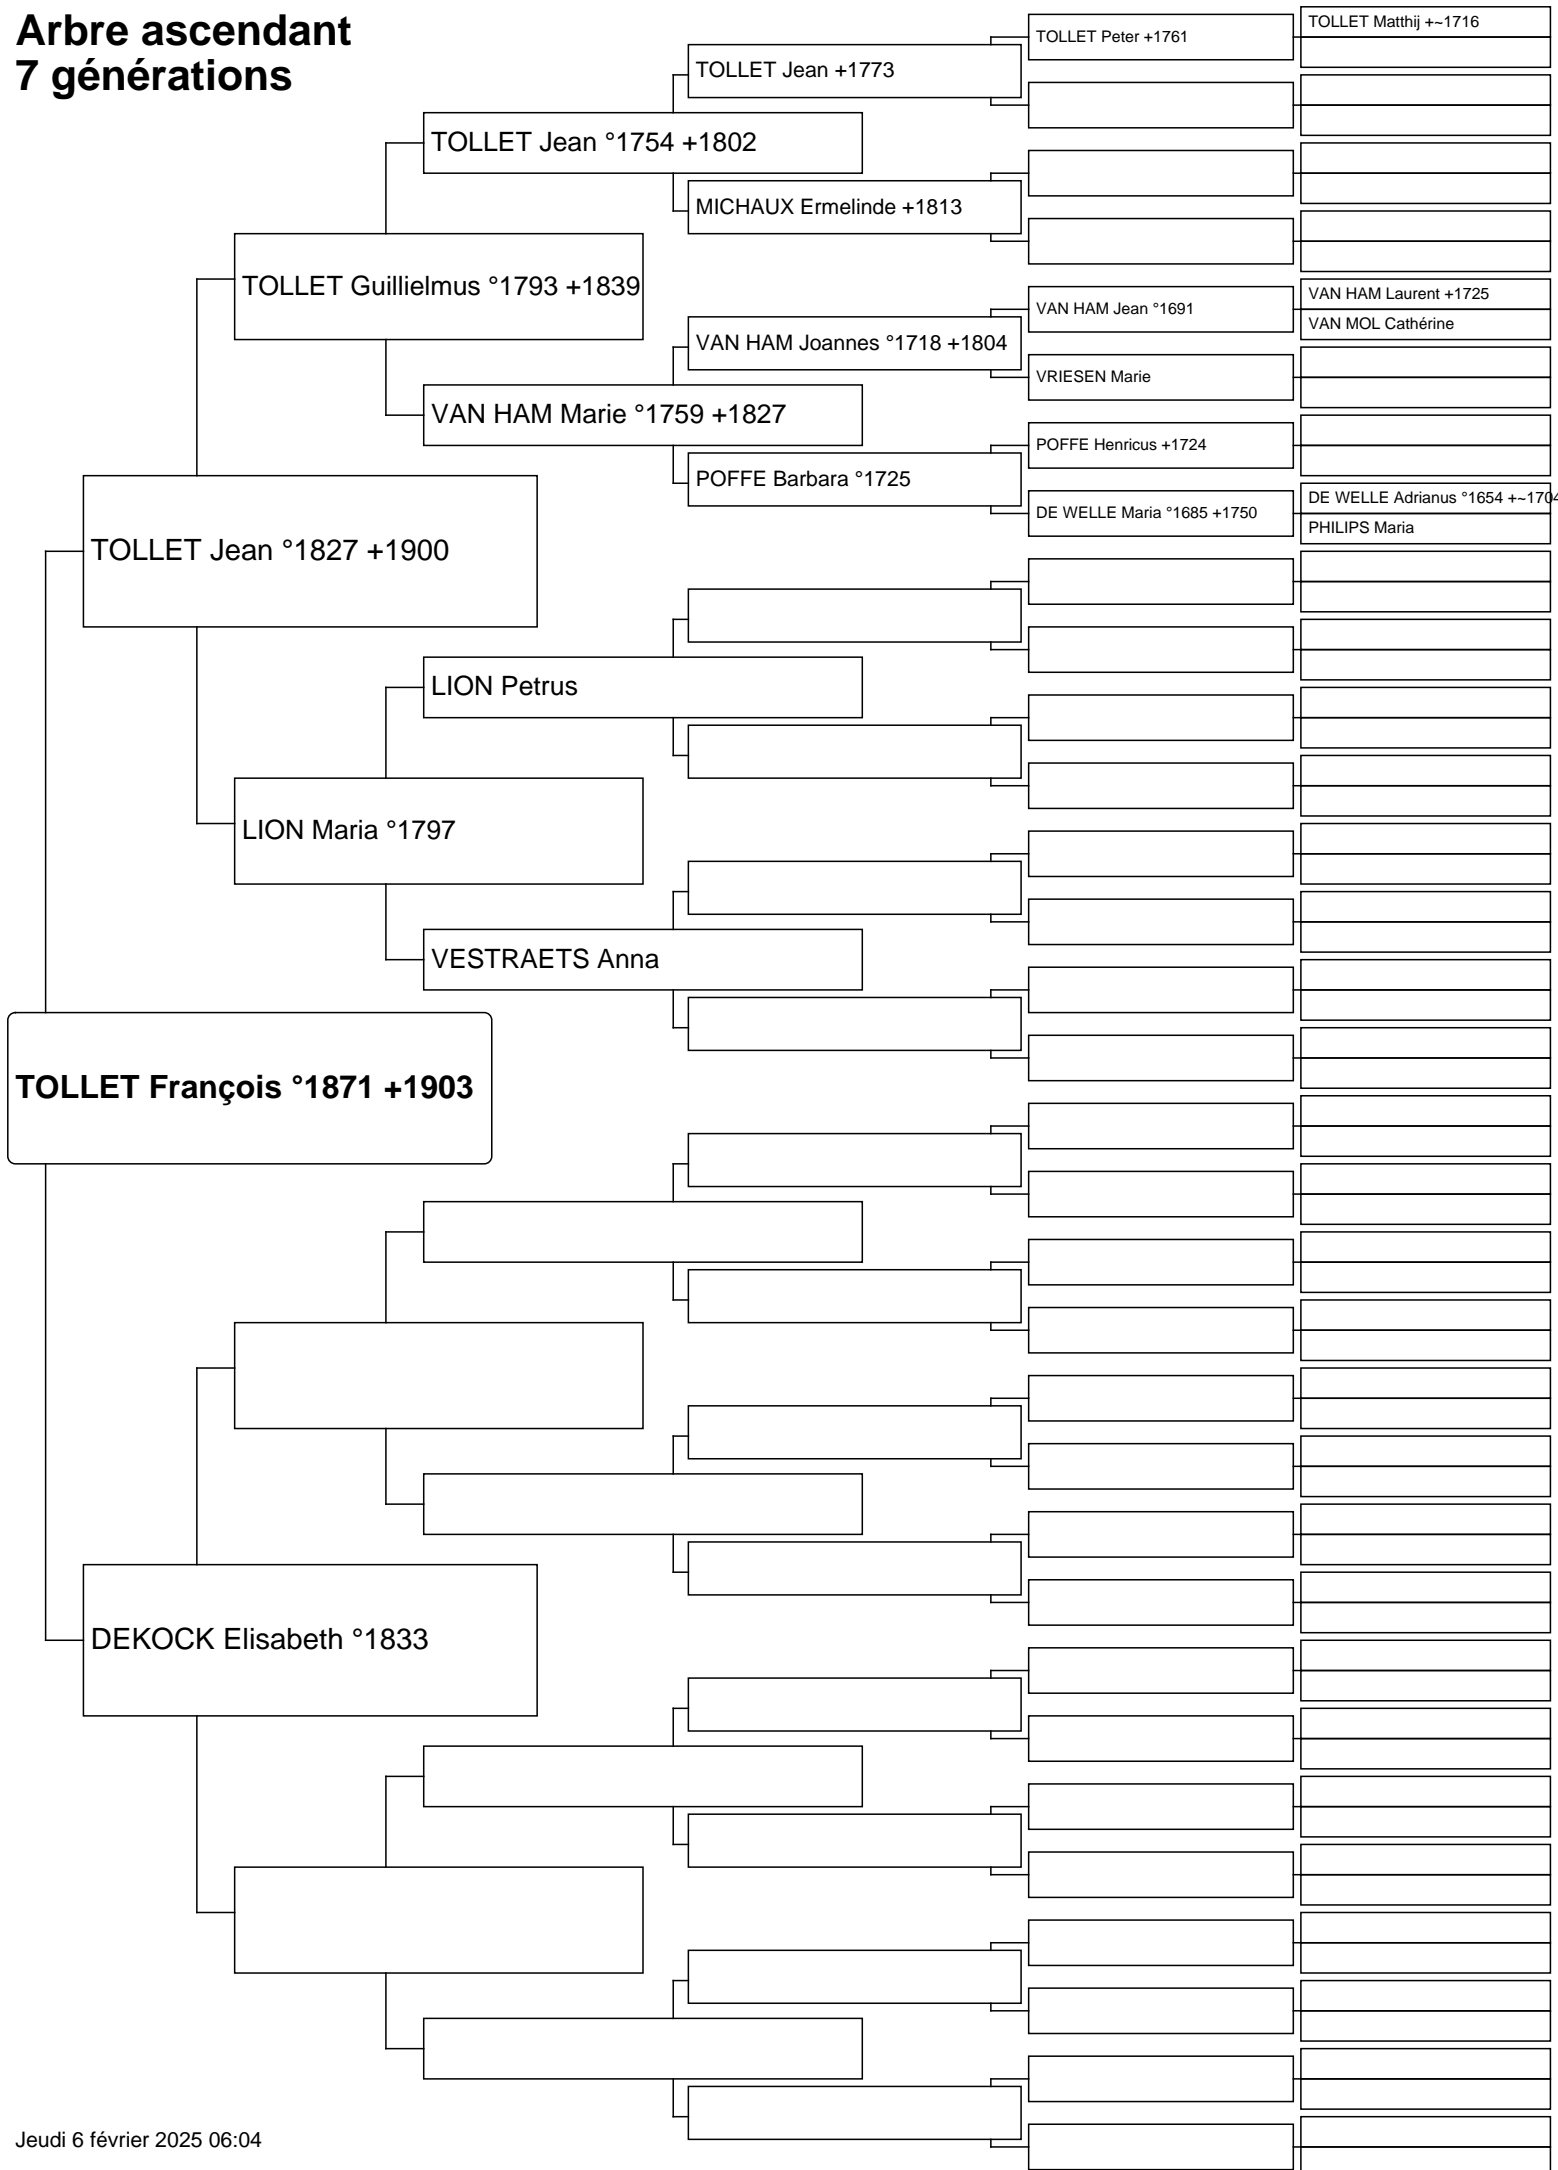 Arbre ascendant
7 générations
TOLLET Matthij +~1716
TOLLET Peter +1761
TOLLET Jean +1773
TOLLET Jean °1754 +1802
MICHAUX Ermelinde +1813
TOLLET Guillielmus °1793 +1839
VAN HAM Laurent +1725
VAN HAM Jean °1691
VAN MOL Cathérine
VAN HAM Joannes °1718 +1804
VRIESEN Marie
VAN HAM Marie °1759 +1827
POFFE Henricus +1724
POFFE Barbara °1725
DE WELLE Adrianus °1654 +~1704
DE WELLE Maria °1685 +1750
PHILIPS Maria
TOLLET Jean °1827 +1900
LION Petrus
LION Maria °1797
VESTRAETS Anna
TOLLET François °1871 +1903
DEKOCK Elisabeth °1833
Jeudi 6 février 2025 06:04